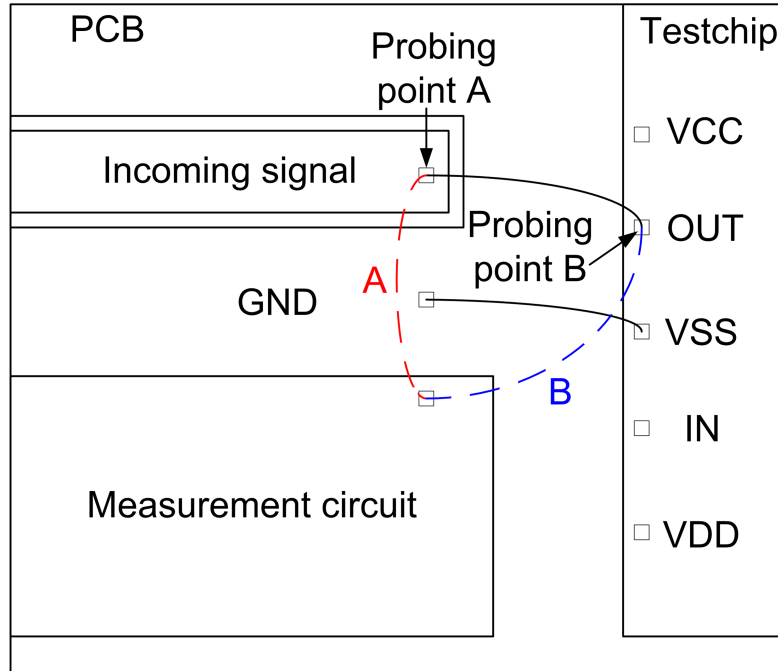 PCB
Testchip
Probing
point A
VCC
Incoming signal
Probing
point B
OUT
A
GND
VSS
B
IN
Measurement circuit
VDD